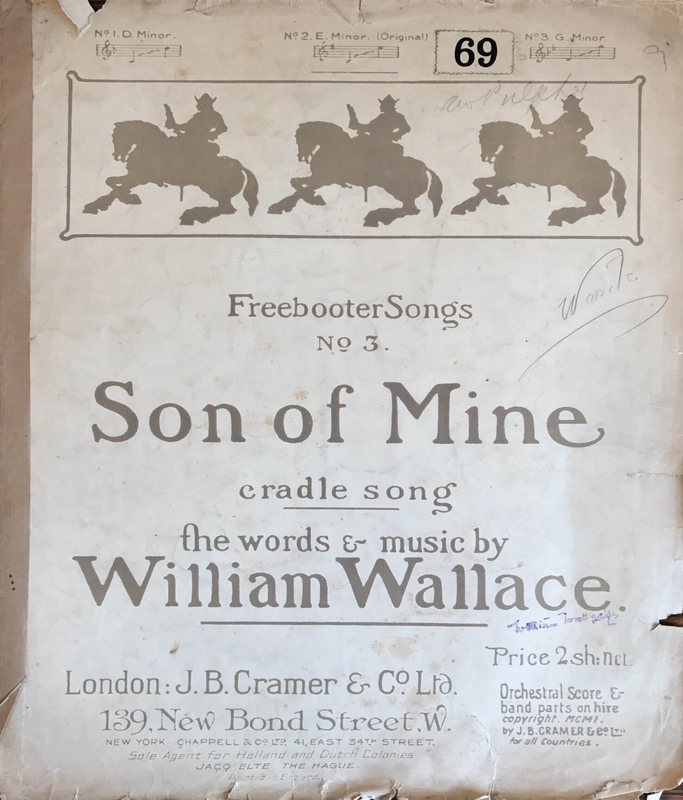 Nº 1. D. Minor.
Nº 2. E. Minor. (Original)
69
Nº 3. G. Minor.
9
Freebooter Songs
Nº 3.
Son of Mine
cradle song
the words & music by
William Wallace.
Price 2sh: net.
London: J. B. Cramer & Cº Ltd.
139, New Bond Street, W.
NEW YORK CHAPPELL & Cº LTD, 41, EAST 34TH STREET.
Sole Agent for Holland and Dutch Colonies
JACQ ELTE THE HAGUE.
Orchestral Score &
band parts on hire
copyright. MCMI.
by J. B. CRAMER & Cº LTD
for all Countries.